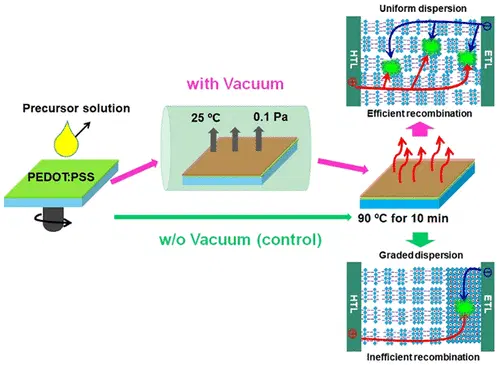 Uniform dispersion
HTL
ETL
Efficient recombination
with Vacuum
Precursor solution
25 ºC
0.1 Pa
PEDOT:PSS
90 ºC for 10 min
w/o Vacuum (control)
Graded dispersion
HTL
ETL
Inefficient recombination